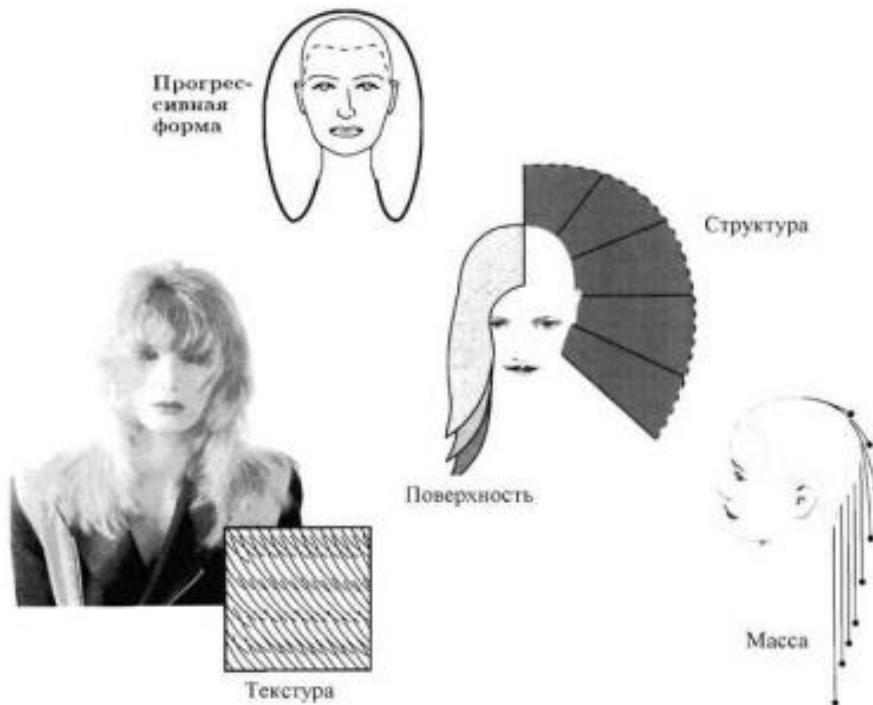 Прогрес-
сивная
форма
Структура
Поверхность
Масса
Текстура